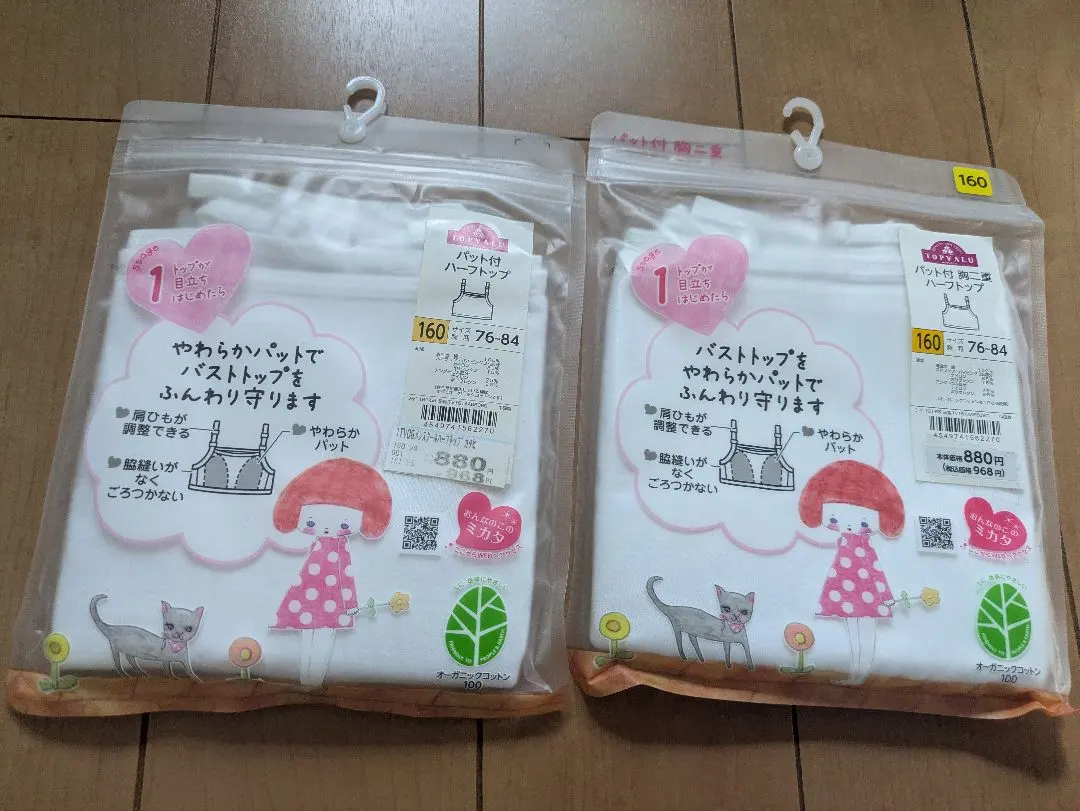 stage
1
トップが
目立ち
はじめたら
やわらかパットで
バストトップを
ふんわり守ります
肩ひもが
調整できる
やわらか
パット
脇縫いが
なく
ごろつかない
TOPVALU
パット付
ハーフトップ
160 サイズ 胸囲 76~84
4549741562270
880円
968
おんなのこの
ミカタ
オーガニックコットン
100
パット付 胸二重
160
stage
1
トップが
目立ち
はじめたら
バストトップを
やわらかパットで
ふんわり守ります
肩ひもが
調整できる
やわらか
パット
脇縫いが
なく
ごろつかない
TOPVALU
パット付 胸二重
ハーフトップ
160 サイズ 胸囲 76~84
4549741562270
本体価格880円
(税込価格968円)
おんなのこの
ミカタ
オーガニックコットン
100